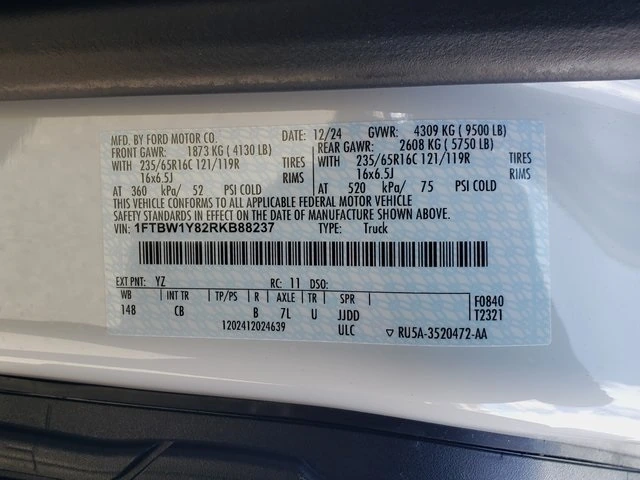 MFD. BY FORD MOTOR CO. DATE: 12/24 GVWR: 4309 KG ( 9500 LB)
FRONT GAWR: 1873 KG ( 4130 LB) REAR GAWR: 2608 KG ( 5750 LB)
WITH 235/65R16C 121/119R TIRES WITH 235/65R16C 121/119R TIRES
16x6.5J RIMS 16x6.5J RIMS
AT 360 kPa/ 52 PSI COLD AT 520 kPa/ 75 PSI COLD
THIS VEHICLE CONFORMS TO ALL APPLICABLE FEDERAL MOTOR VEHICLE
SAFETY STANDARDS IN EFFECT ON THE DATE OF MANUFACTURE SHOWN ABOVE.
VIN: 1FTBW1Y82RKB88237 TYPE: Truck
EXT PNT: YZ RC: 11 DSO:
WB INT TR TP/PS R AXLE TR SPR F0840
148 CB B 7L U JJDD T2321
1202412024639 ULC ▽ RU5A-3520472-AA